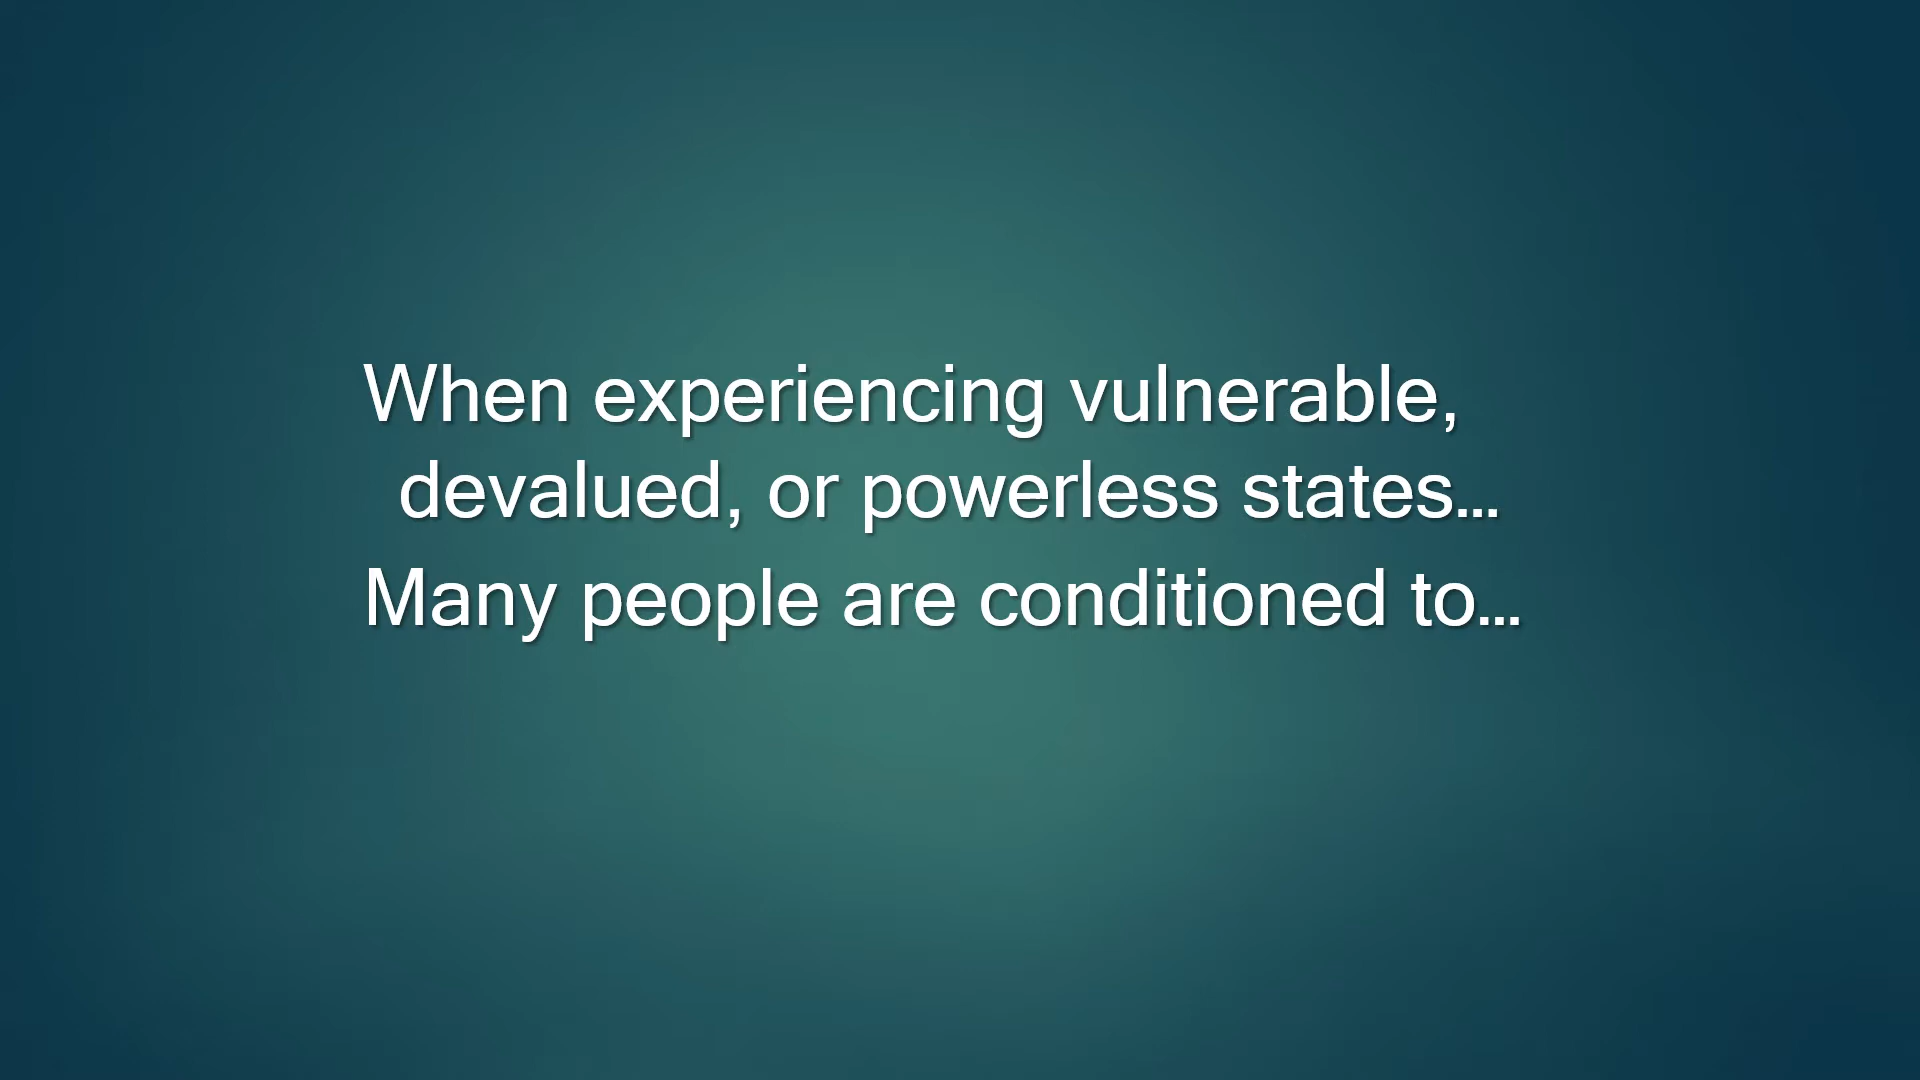 When experiencing vulnerable,
devalued, or powerless states...
Many people are conditioned to...